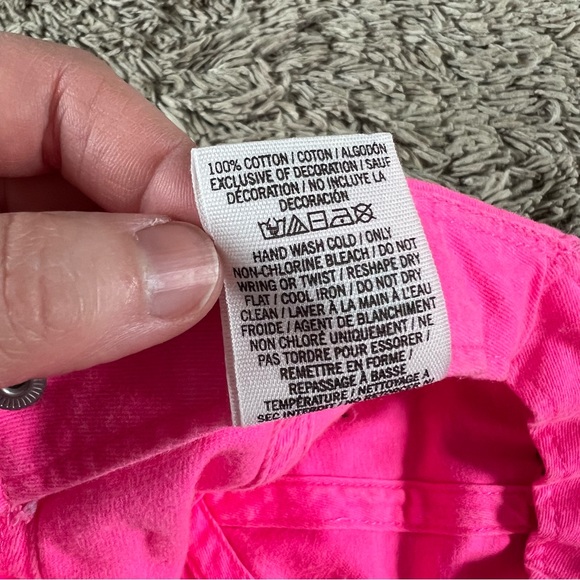 100% COTTON / COTON / ALGODÓN
EXCLUSIVE OF DECORATION / SAUF
DÉCORATION / NO INCLUYE LA
DECORACIÓN
HAND WASH COLD / ONLY
NON-CHLORINE BLEACH / DO NOT
WRING OR TWIST / RESHAPE DRY
FLAT / COOL IRON / DO NOT DRY
CLEAN / LAVER À LA MAIN À L'EAU
FROIDE / AGENT DE BLANCHIMENT
NON CHLORÉ UNIQUEMENT / NE
PAS TORDRE POUR ESSORER /
REMETTRE EN FORME /
REPASSAGE À BASSE
TEMPÉRATURE / NETTOYAGE À
SEC